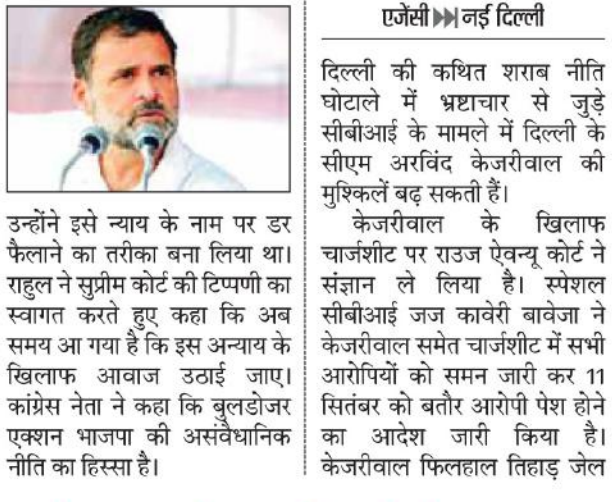 उन्होंने इसे न्याय के नाम पर डर
फैलाने का तरीका बना लिया था।
राहुल ने सुप्रीम कोर्ट की टिप्पणी का
स्वागत करते हुए कहा कि अब
समय आ गया है कि इस अन्याय के
खिलाफ आवाज उठाई जाए।
कांग्रेस नेता ने कहा कि बुलडोजर
एक्शन भाजपा की असंवैधानिक
नीति का हिस्सा है।
एजेंसी ▸▸| नई दिल्ली
दिल्ली की कथित शराब नीति
घोटाले में भ्रष्टाचार से जुड़े
सीबीआई के मामले में दिल्ली के
सीएम अरविंद केजरीवाल की
मुश्किलें बढ़ सकती हैं।
केजरीवाल के खिलाफ
चार्जशीट पर राउज ऐवन्यू कोर्ट ने
संज्ञान ले लिया है। स्पेशल
सीबीआई जज कावेरी बावेजा ने
केजरीवाल समेत चार्जशीट में सभी
आरोपियों को समन जारी कर 11
सितंबर को बतौर आरोपी पेश होने
का आदेश जारी किया है।
केजरीवाल फिलहाल तिहाड़ जेल